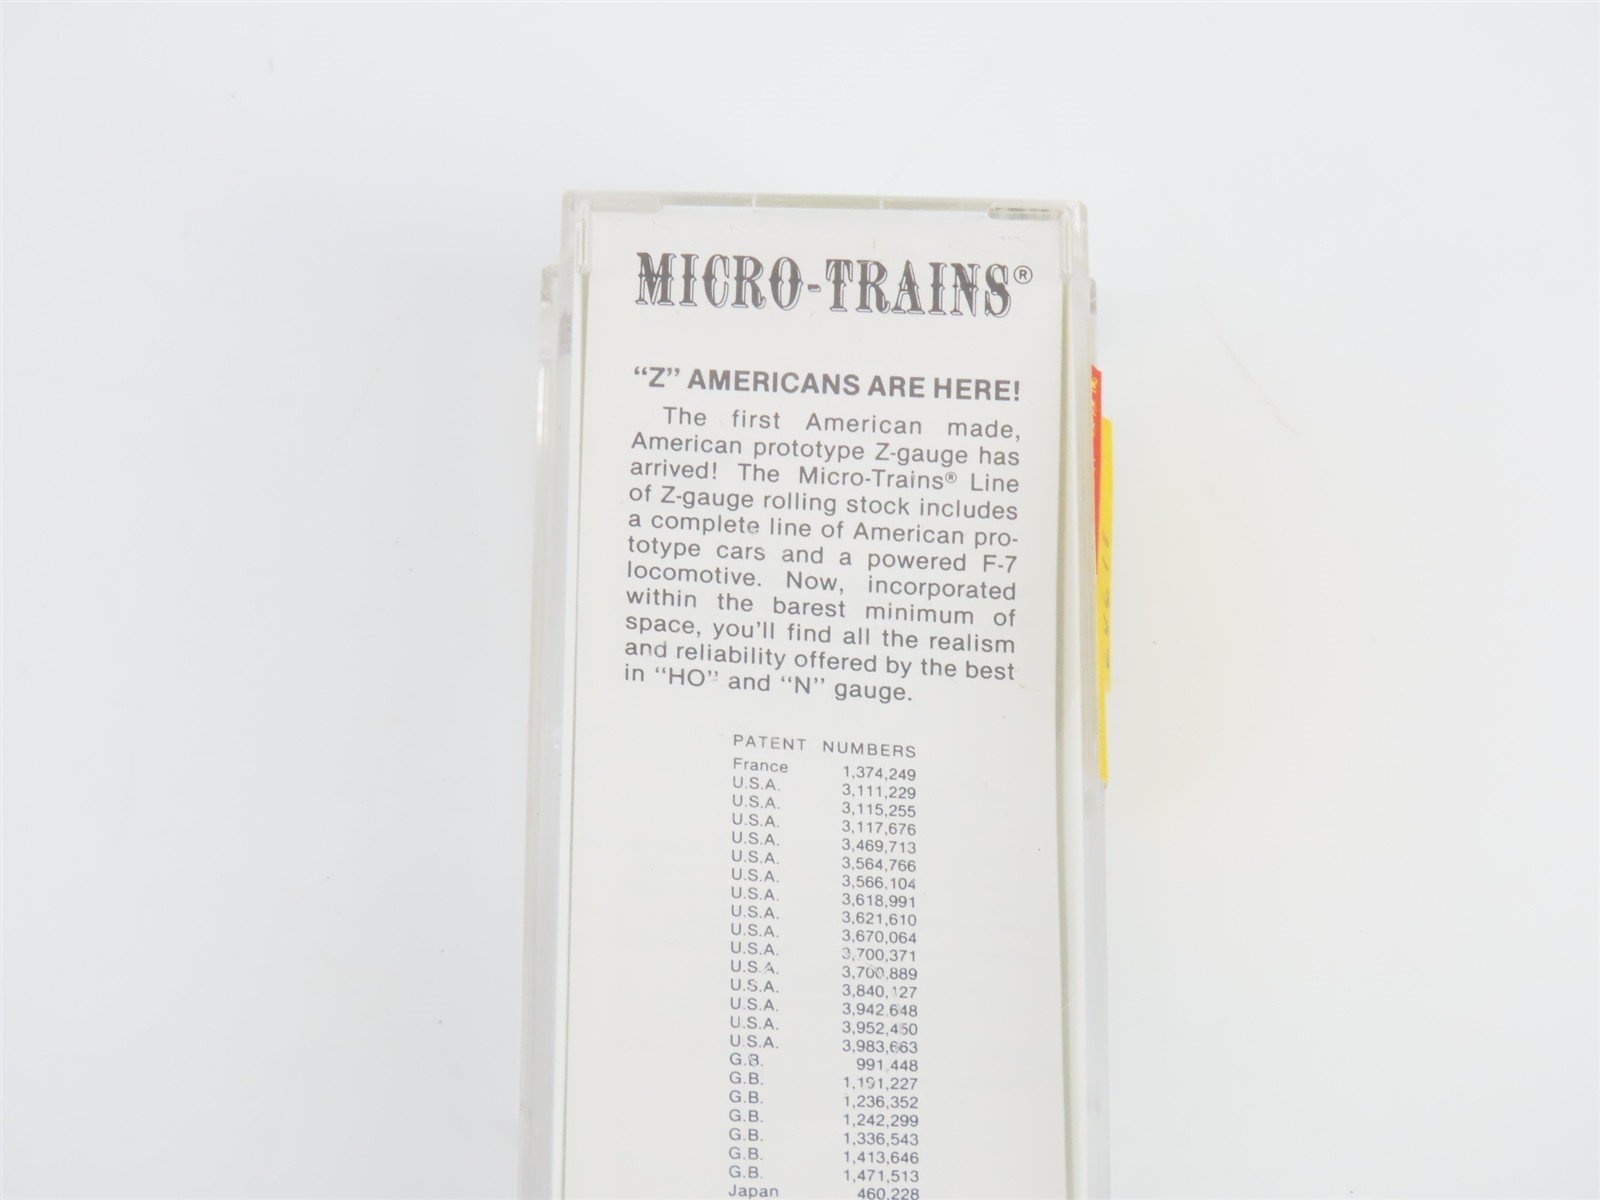 MICRO-TRAINS®
“Z” AMERICANS ARE HERE!
The first American made,
American prototype Z-gauge has
arrived! The Micro-Trains® Line
of Z-gauge rolling stock includes
a complete line of American pro-
totype cars and a powered F-7
locomotive. Now, incorporated
within the barest minimum of
space, you'll find all the realism
and reliability offered by the best
in “HO” and “N” gauge.
PATENT NUMBERS
France 1,374,249
U.S.A. 3,111,229
U.S.A. 3,115,255
U.S.A. 3,117,676
U.S.A. 3,469,713
U.S.A. 3,564,766
U.S.A. 3,566,104
U.S.A. 3,618,991
U.S.A. 3,621,610
U.S.A. 3,670,064
U.S.A. 3,700,371
U.S.A. 3,700,889
U.S.A. 3,840,127
U.S.A. 3,942,648
U.S.A. 3,952,450
U.S.A. 3,983,663
G.B. 991,448
G.B. 1,191,227
G.B. 1,236,352
G.B. 1,242,299
G.B. 1,336,543
G.B. 1,413,646
G.B. 1,471,513
Japan 460,228